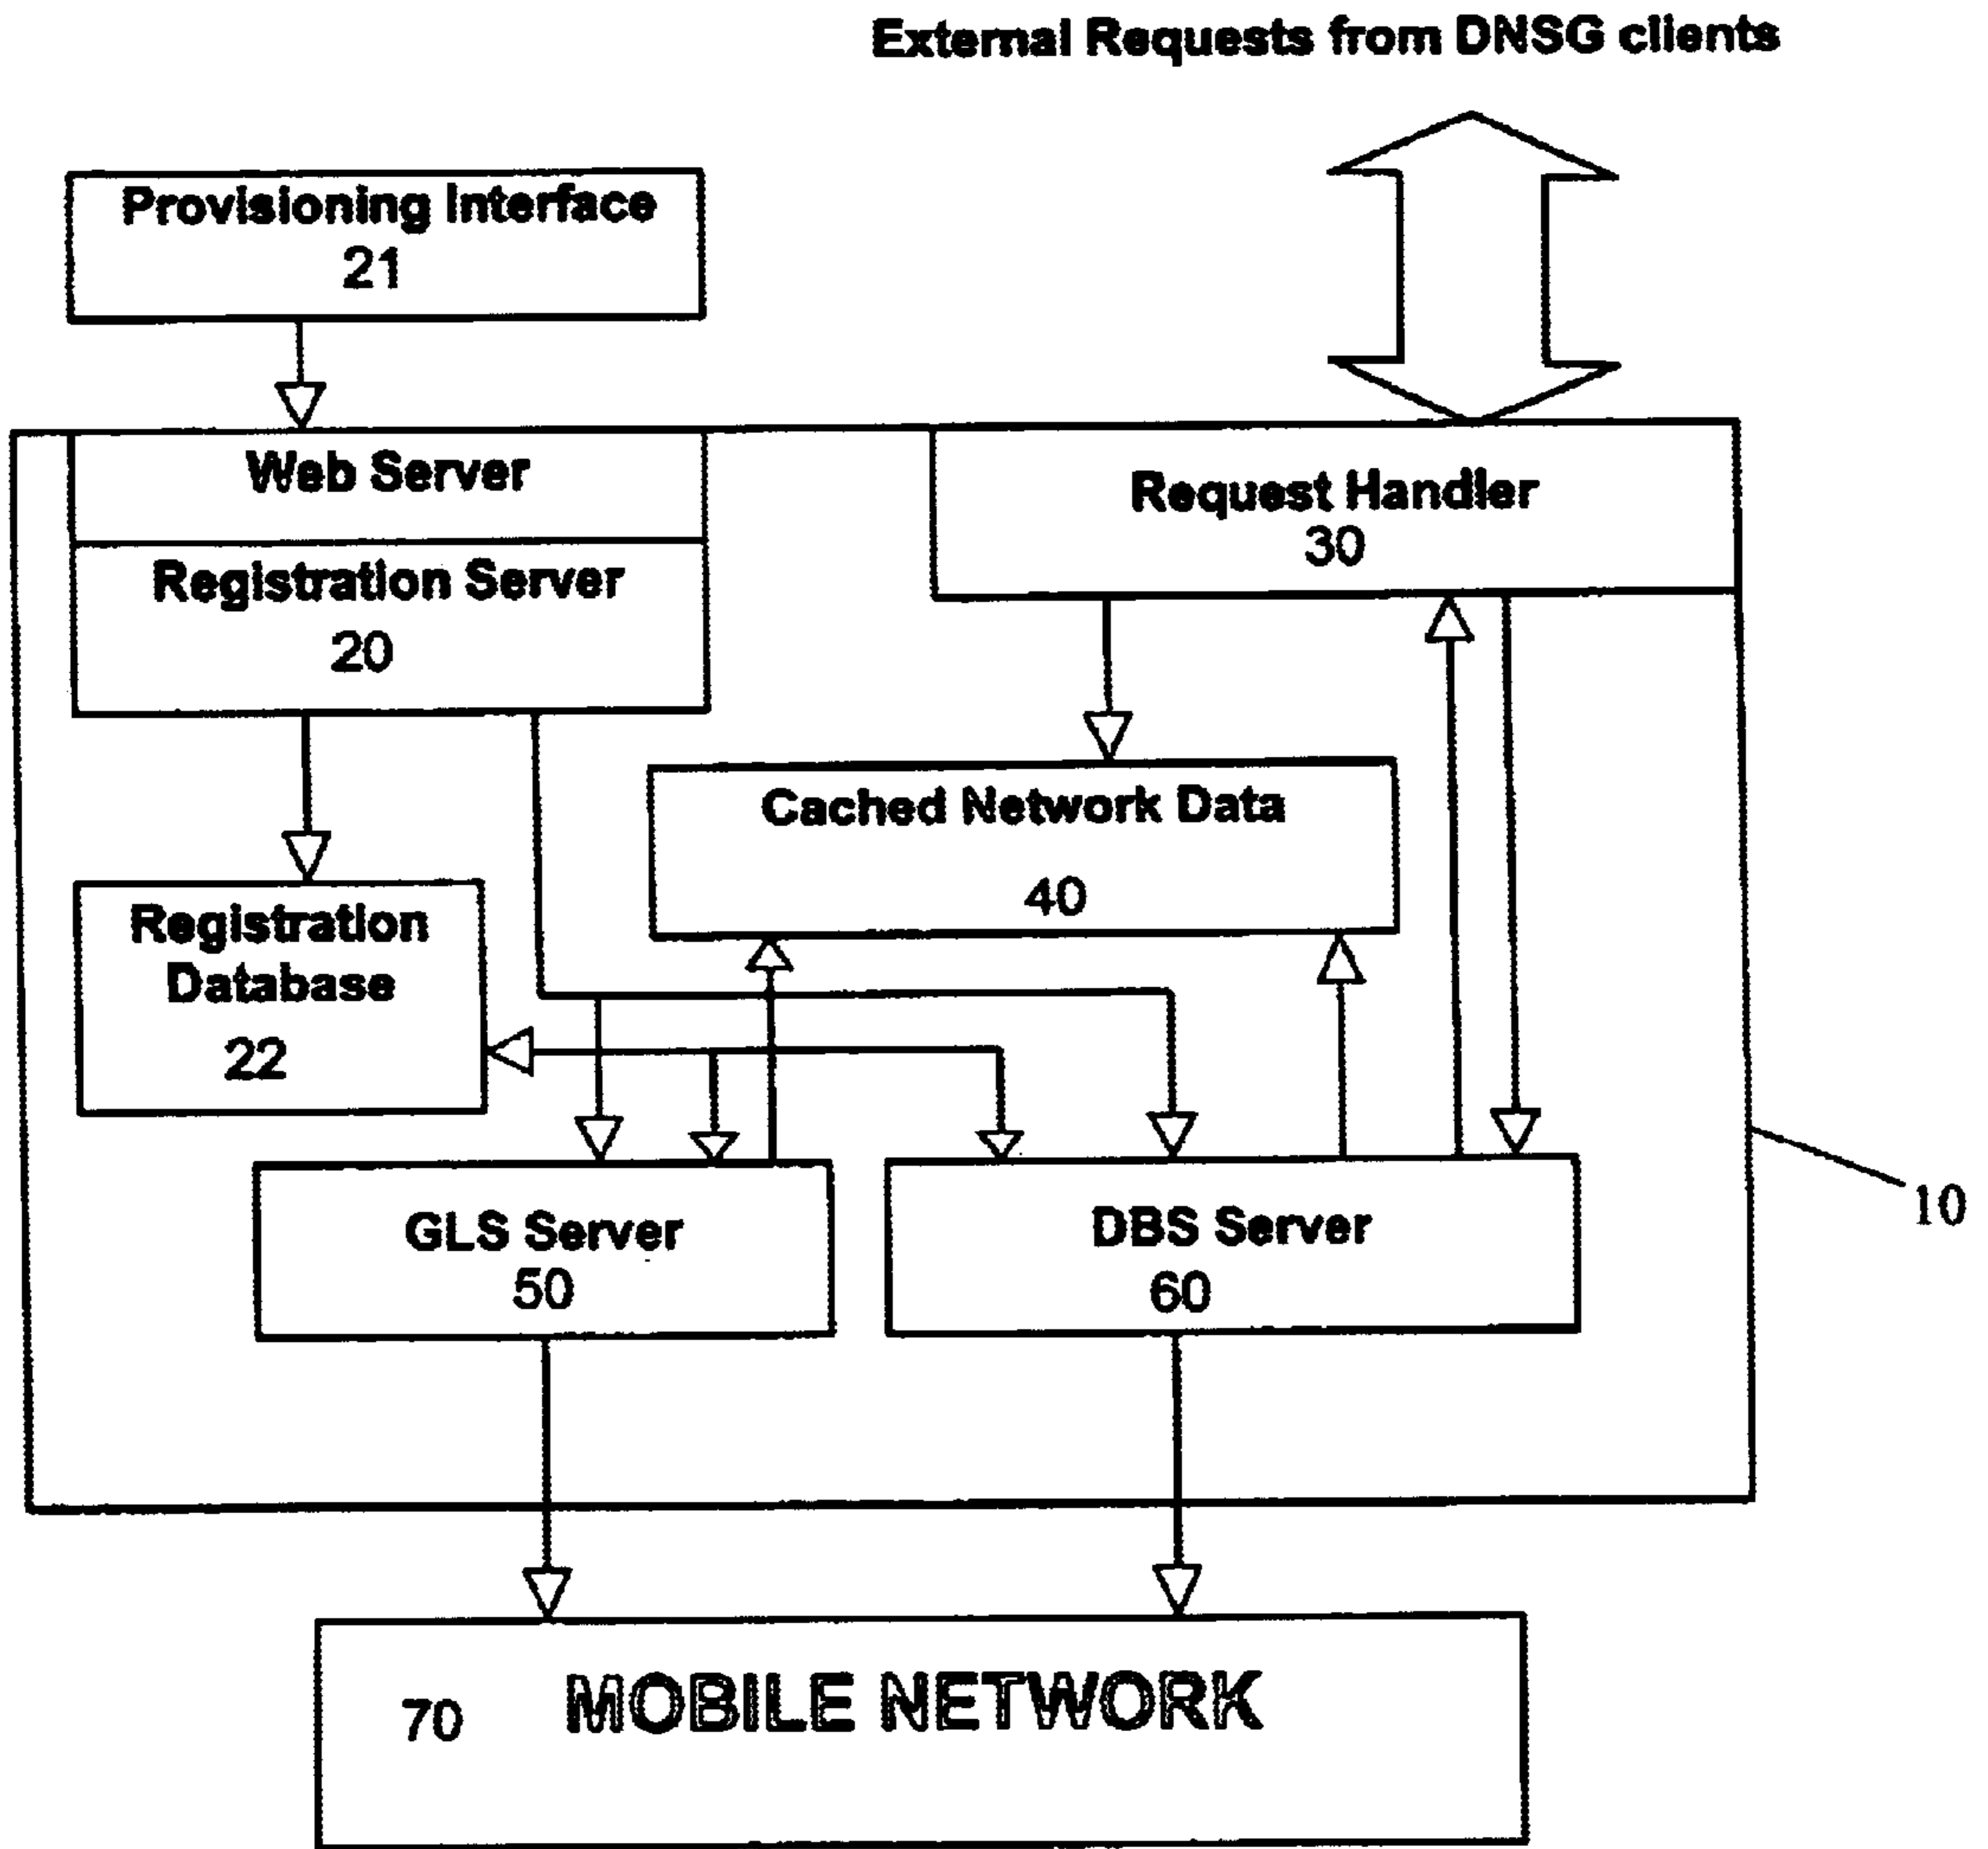 External Requests from DNSG clients
Provisioning Interface
21
Web Server
Registration Server
20
Request Handler
30
Cached Network Data
40
Registration
Database
22
GLS Server
50
DBS Server
60
10
70 MOBILE NETWORK